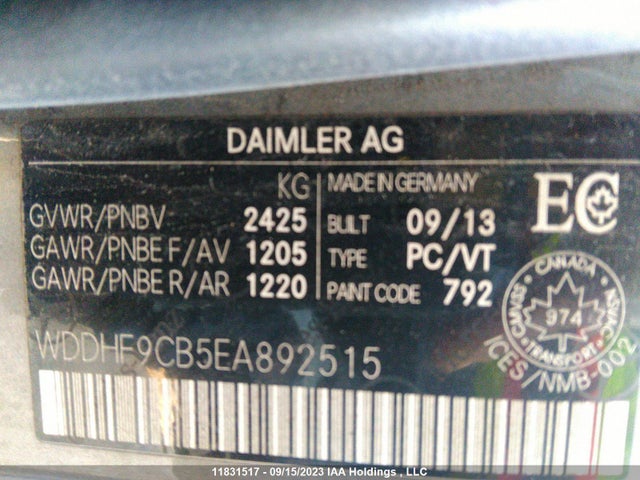 DAIMLER AG
KG
GVWR/PNBV 2425
GAWR/PNBE F/AV 1205
GAWR/PNBE R/AR 1220
MADE IN GERMANY
BUILT 09/13
TYPE PC/VT
PAINT CODE 792
EC
CANADA
974
TRANSPORT
ICES/NMB-002
WDDHF9CB5EA892515
11831517 - 09/15/2023 IAA Holdings , LLC